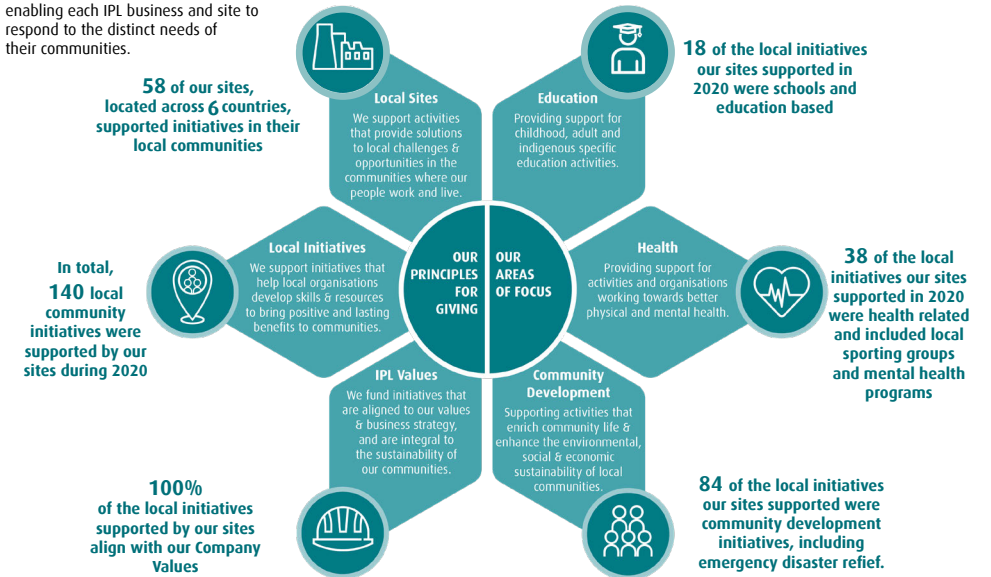 enabling each IPL business and site to
respond to the distinct needs of
their communities.
58 of our sites,
located across 6 countries,
supported initiatives in their
local communities
Local Sites
We support activities
that provide solutions
to local challenges &
opportunities in the
communities where our
people work and live.
Education
Providing support for
childhood, adult and
indigenous specific
education activities.
18 of the local initiatives
our sites supported in
2020 were schools and
education based
In total,
140 local
community
initiatives were
supported by our
sites during 2020
Local Initiatives
We support initiatives that
help local organisations
develop skills & resources
to bring positive and lasting
benefits to communities.
OUR
PRINCIPLES
FOR
GIVING
OUR
AREAS
OF FOCUS
Health
Providing support for
activities and organisations
working towards better
physical and mental health.
38 of the local
initiatives our sites
supported in 2020
were health related
and included local
sporting groups
and mental health
programs
IPL Values
We fund initiatives that
are aligned to our values
& business strategy,
and are integral to
the sustainability of
our communities.
Community
Development
Supporting activities that
enrich community life &
enhance the environmental,
social & economic
sustainability of local
communities.
100%
of the local initiatives
supported by our sites
align with our Company
Values
84 of the local initiatives
our sites supported were
community development
initiatives, including
emergency disaster refief.